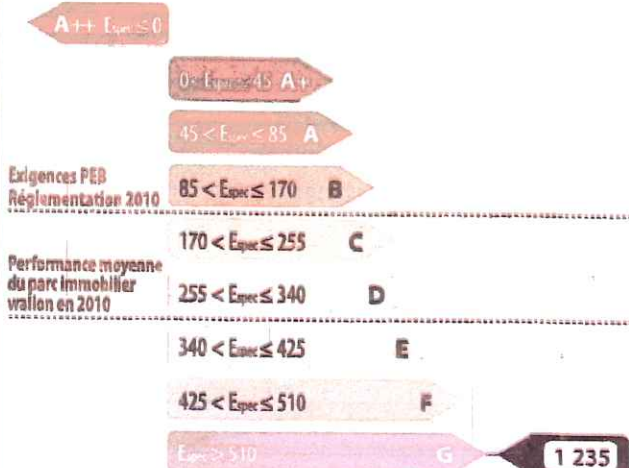 A++ Espec ≤ 0
0 < Espec ≤ 45 A+
45 < Espec ≤ 85 A
Exigences PEB
Réglementation 2010
85 < Espec ≤ 170 B
170 < Espec ≤ 255 C
Performance moyenne
du parc immobilier
wallon en 2010
255 < Espec ≤ 340 D
340 < Espec ≤ 425 E
425 < Espec ≤ 510 F
Espec > 510 G
1 235